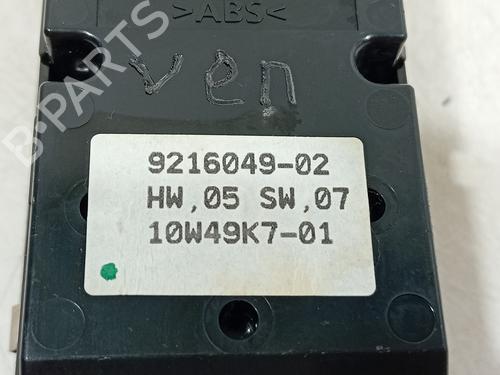 >ABS<
ven
9216049-02
HW,05 SW,07
10W49K7-01
B-PARTS